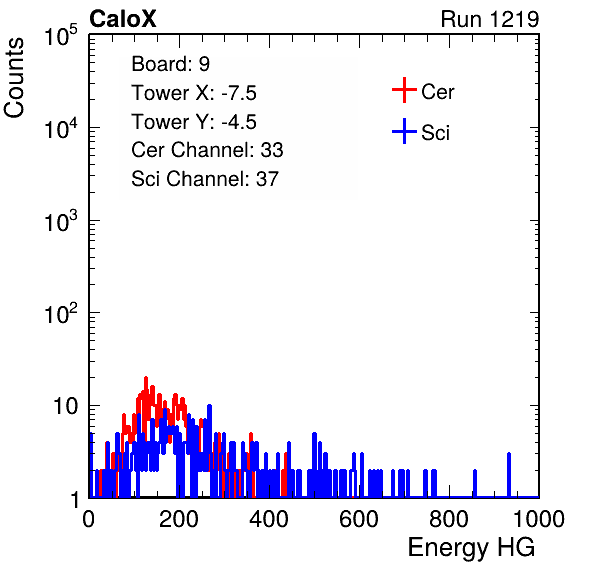 CaloX Run 1219
Counts
10^5
10^4
10^3
10^2
10
1
Board: 9
Tower X: -7.5
Tower Y: -4.5
Cer Channel: 33
Sci Channel: 37
Cer
Sci
0 200 400 600 800 1000
Energy HG